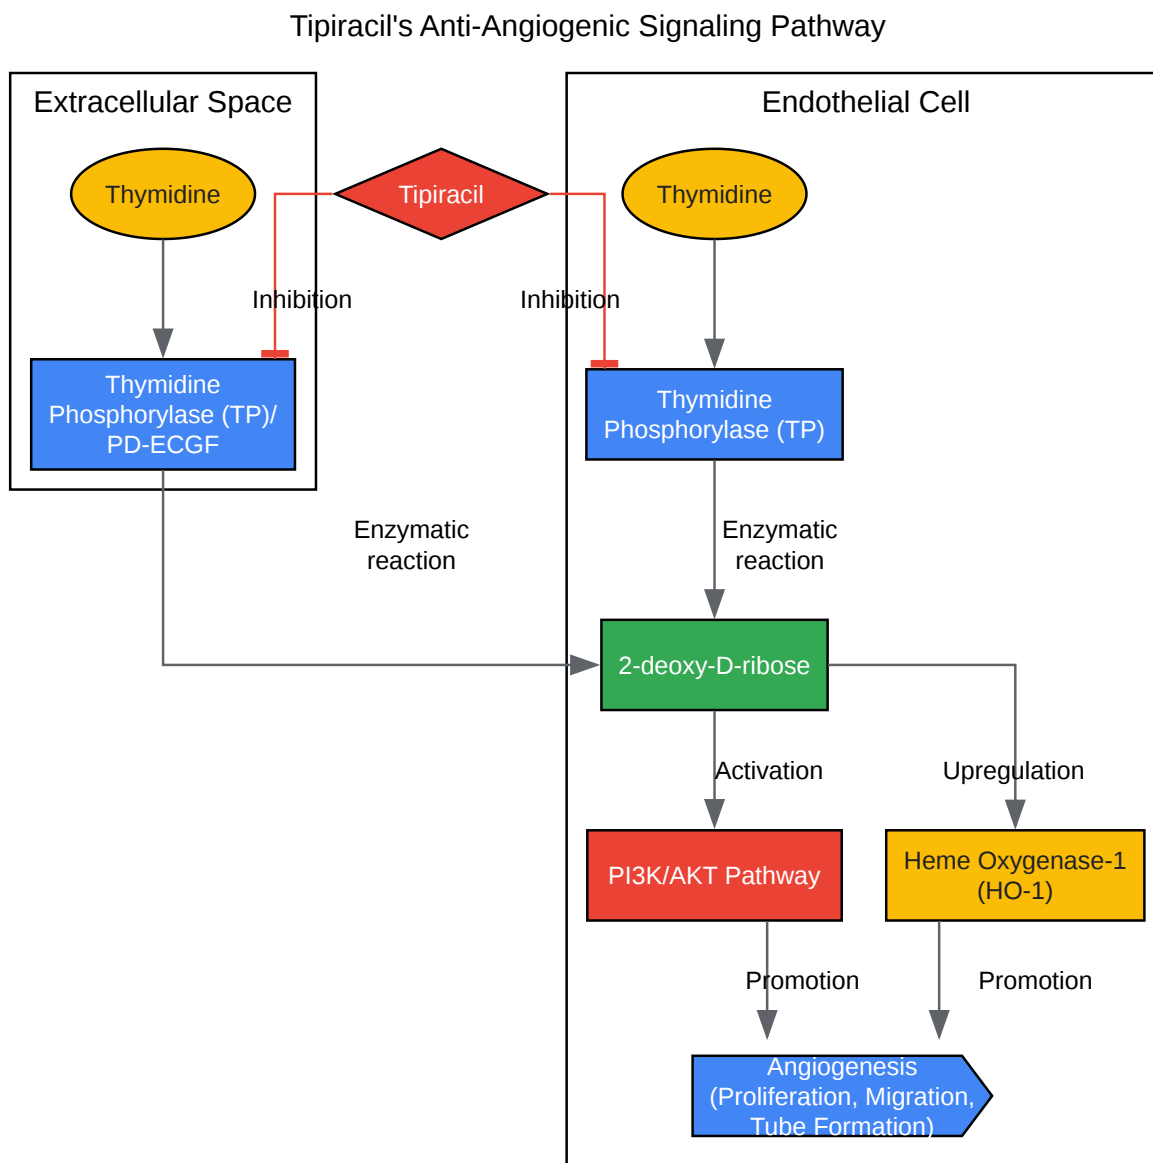 Tipiracil's Anti-Angiogenic Signaling Pathway
Extracellular Space
Endothelial Cell
Thymidine
Tipiracil
Thymidine
Inhibition
Inhibition
Thymidine
Phosphorylase (TP)/
PD-ECGF
Thymidine
Phosphorylase (TP)
Enzymatic
reaction
Enzymatic
reaction
2-deoxy-D-ribose
Activation
Upregulation
PI3K/AKT Pathway
Heme Oxygenase-1
(HO-1)
Promotion
Promotion
Angiogenesis
(Proliferation, Migration,
Tube Formation)